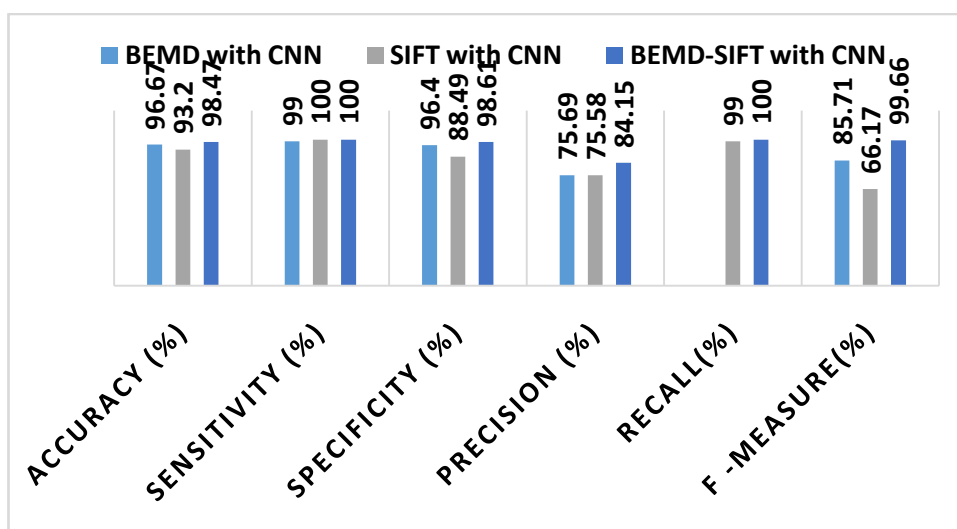 BEMD with CNN SIFT with CNN BEMD-SIFT with CNN
96.67 93.2 98.47 99 100 100 96.4 88.49 98.61 75.69 75.58 84.15 99 100 85.71 66.17 99.66
ACCURACY (%)
SENSITIVITY (%)
SPECIFICITY (%)
PRECISION (%)
RECALL(%)
F -MEASURE(%)